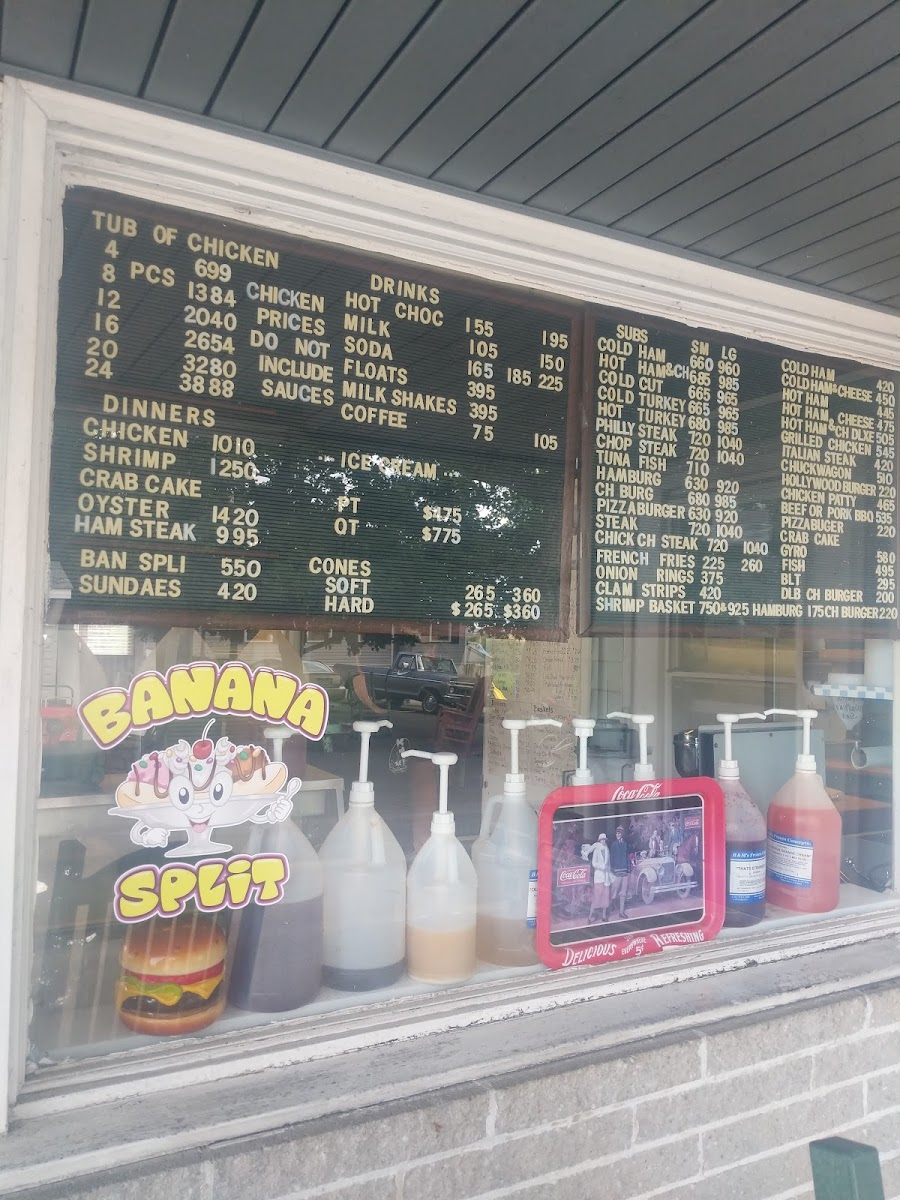 TUB OF CHICKEN
4 699
8 PCS 1384
12 2040
16 2654
20 3280
24 3888
CHICKEN
PRICES
DO NOT
INCLUDE
SAUCES
DINNERS
CHICKEN 1010
SHRIMP 1250
CRAB CAKE
OYSTER 1420
HAM STEAK 995
BAN SPLI 550
SUNDAES 420
DRINKS
HOT CHOC 155 195
MILK 105 150
SODA 165 185 225
FLOATS 395
MILK SHAKES 395
COFFEE 75 105
ICE CREAM
PT $475
QT $775
CONES
SOFT 265 360
HARD $265 $360
SUBS SM LG
COLD HAM 660 960
HOT HAM&CH 685 985
COLD CUT 665 965
COLD TURKEY 665 965
HOT TURKEY 680 985
PHILLY STEAK 720 1040
CHOP STEAK 720 1040
TUNA FISH 710
HAMBURG 630 920
CH BURG 680 985
PIZZABURGER 630 920
STEAK 720 1040
CHICK CH STEAK 720 1040
FRENCH FRIES 225 260
ONION RINGS 375
CLAM STRIPS 420
SHRIMP BASKET 750&925 HAMBURG 175 CH BURGER 220
COLD HAM 420
COLD HAM&CHEESE 450
HOT HAM 445
HOT HAM & CHEESE 475
HOT HAM&CH DLXE 505
GRILLED CHICKEN 545
ITALIAN STEAK 420
CHUCKWAGON 510
HOLLYWOOD BURGER 220
CHICKEN PATTY 465
BEEF OR PORK BBQ 535
PIZZABUGER 220
CRAB CAKE
GYRO 580
FISH 495
BLT 295
DLB CH BURGER 200
BANANA
SPLiT
Coca-Cola
Coca-Cola
DELICIOUS AND REFRESHING
5¢